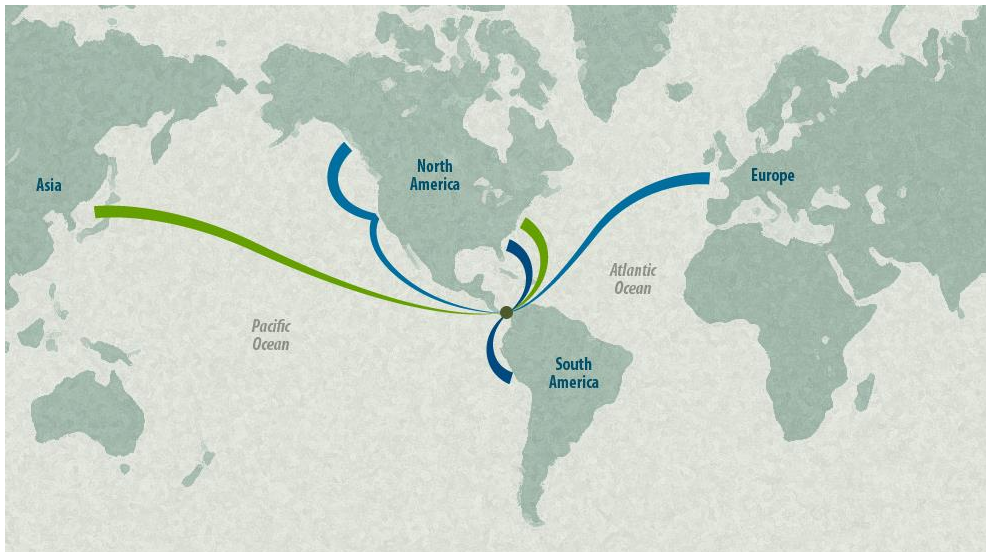 Asia
North
America
Europe
Atlantic
Ocean
Pacific
Ocean
South
America